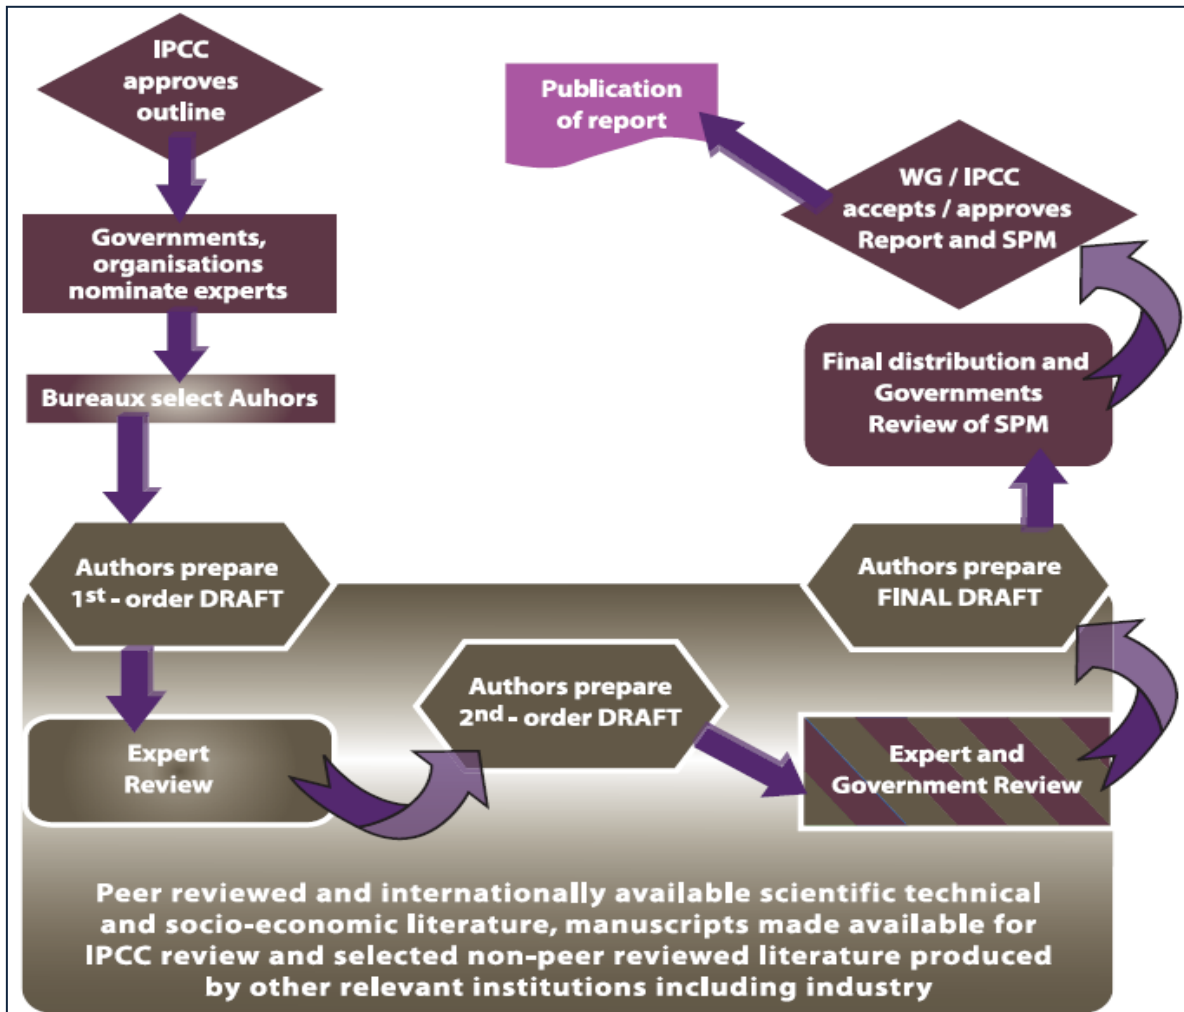 IPCC
approves
outline
Governments,
organisations
nominate experts
Bureaux select Auhors
Authors prepare
1st - order DRAFT
Expert
Review
Authors prepare
2nd - order DRAFT
Expert and
Government Review
Authors prepare
FINAL DRAFT
Final distribution and
Governments
Review of SPM
WG / IPCC
accepts / approves
Report and SPM
Publication
of report
Peer reviewed and internationally available scientific technical
and socio-economic literature, manuscripts made available for
IPCC review and selected non-peer reviewed literature produced
by other relevant institutions including industry